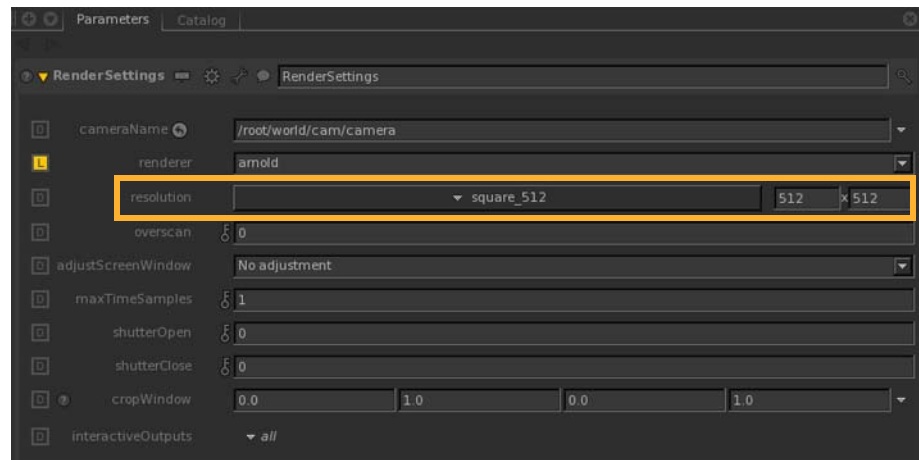 Parameters Catalog
RenderSettings RenderSettings
D cameraName /root/world/cam/camera
L renderer arnold
D resolution square_512 512 x 512
D overscan 0
D adjustScreenWindow No adjustment
D maxTimeSamples 1
D shutterOpen 0
D shutterClose 0
D ? cropWindow 0.0 1.0 0.0 1.0
D interactiveOutputs all